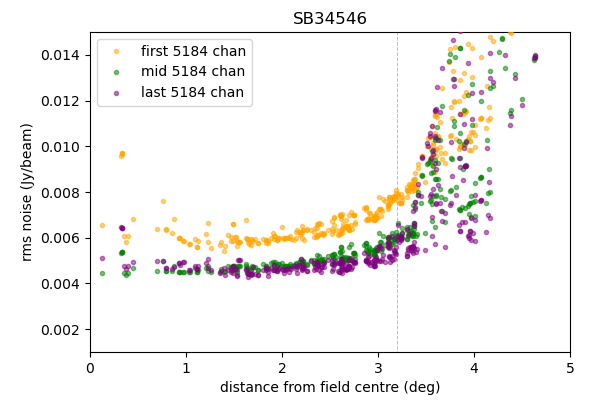 SB34546
first 5184 chan
mid 5184 chan
last 5184 chan
rms noise (Jy/beam)
0.014
0.012
0.010
0.008
0.006
0.004
0.002
0 1 2 3 4 5
distance from field centre (deg)